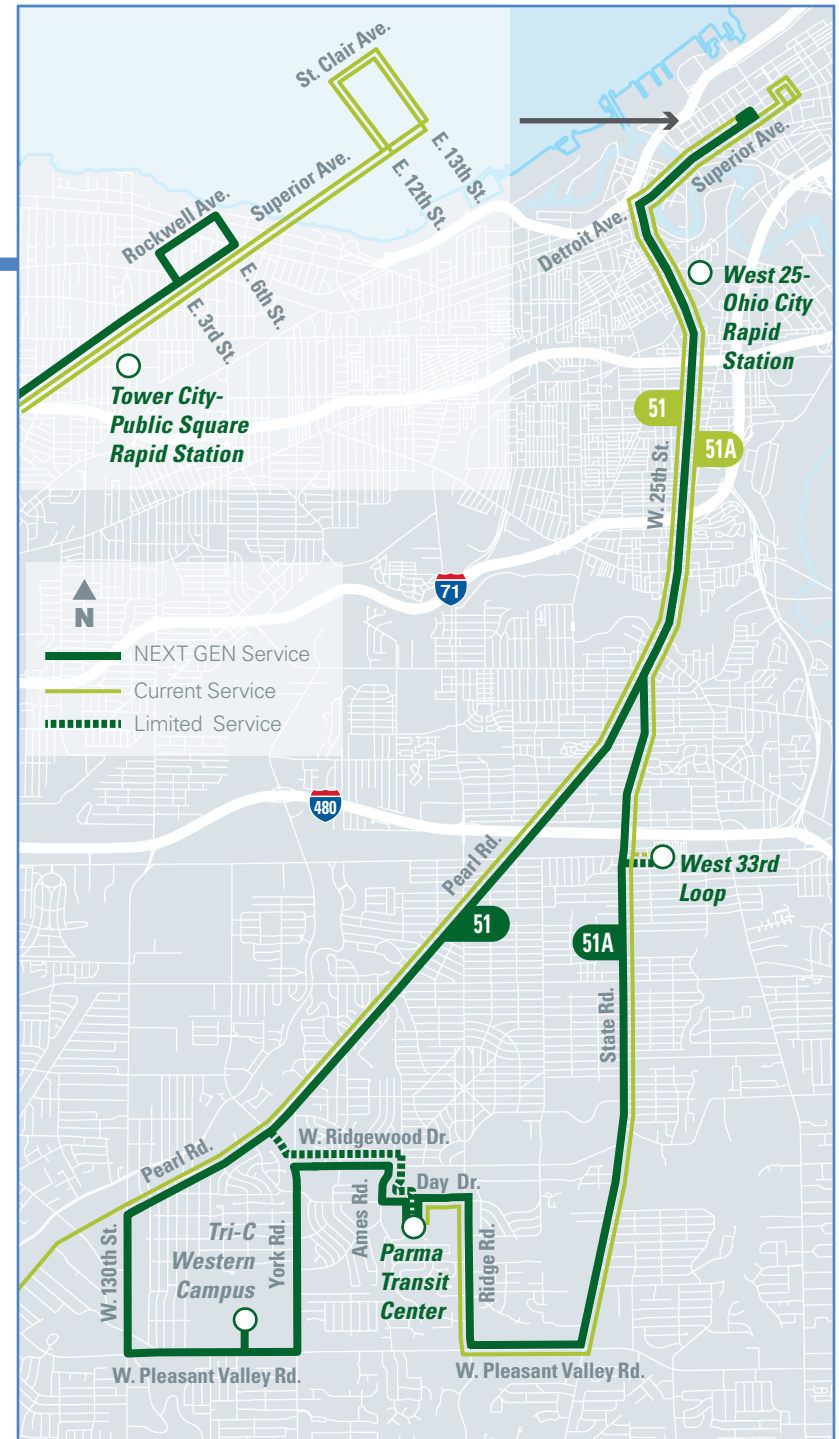 St. Clair Ave.
E. 13th St.
E. 12th St.
Superior Ave.
Rockwell Ave.
E. 6th St.
E. 3rd St.
Tower City-
Public Square
Rapid Station
Superior Ave.
Detroit Ave.
West 25-
Ohio City
Rapid
Station
51
51A
W. 25th St.
71
N
NEXT GEN Service
Current Service
Limited Service
480
Pearl Rd.
West 33rd
Loop
51
51A
State Rd.
Pearl Rd.
W. Ridgewood Dr.
Day Dr.
W. 130th St.
Tri-C
Western
Campus
York Rd.
Ames Rd.
Parma
Transit
Center
Ridge Rd.
W. Pleasant Valley Rd.
W. Pleasant Valley Rd.